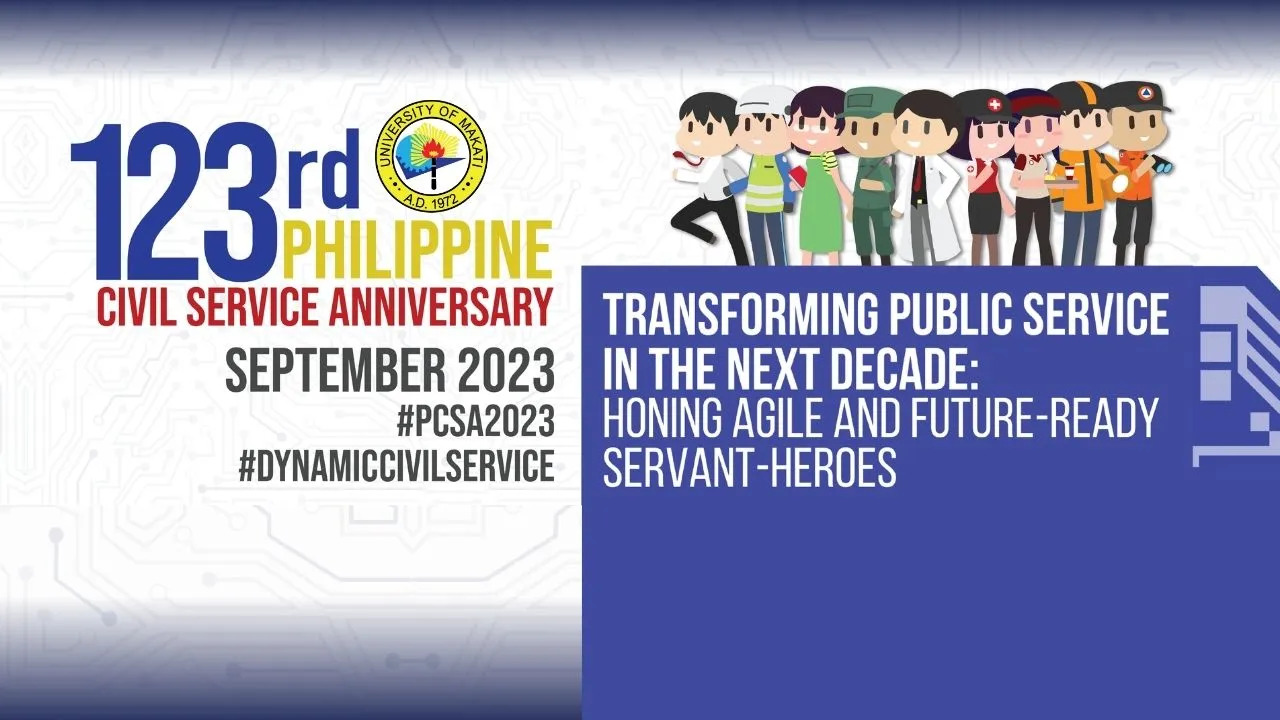 123rd
UNIVERSITY OF MAKATI
A.D. 1972
PHILIPPINE
CIVIL SERVICE ANNIVERSARY
SEPTEMBER 2023
#PCSA2023
#DYNAMICCIVILSERVICE
TRANSFORMING PUBLIC SERVICE
IN THE NEXT DECADE:
HONING AGILE AND FUTURE-READY
SERVANT-HEROES